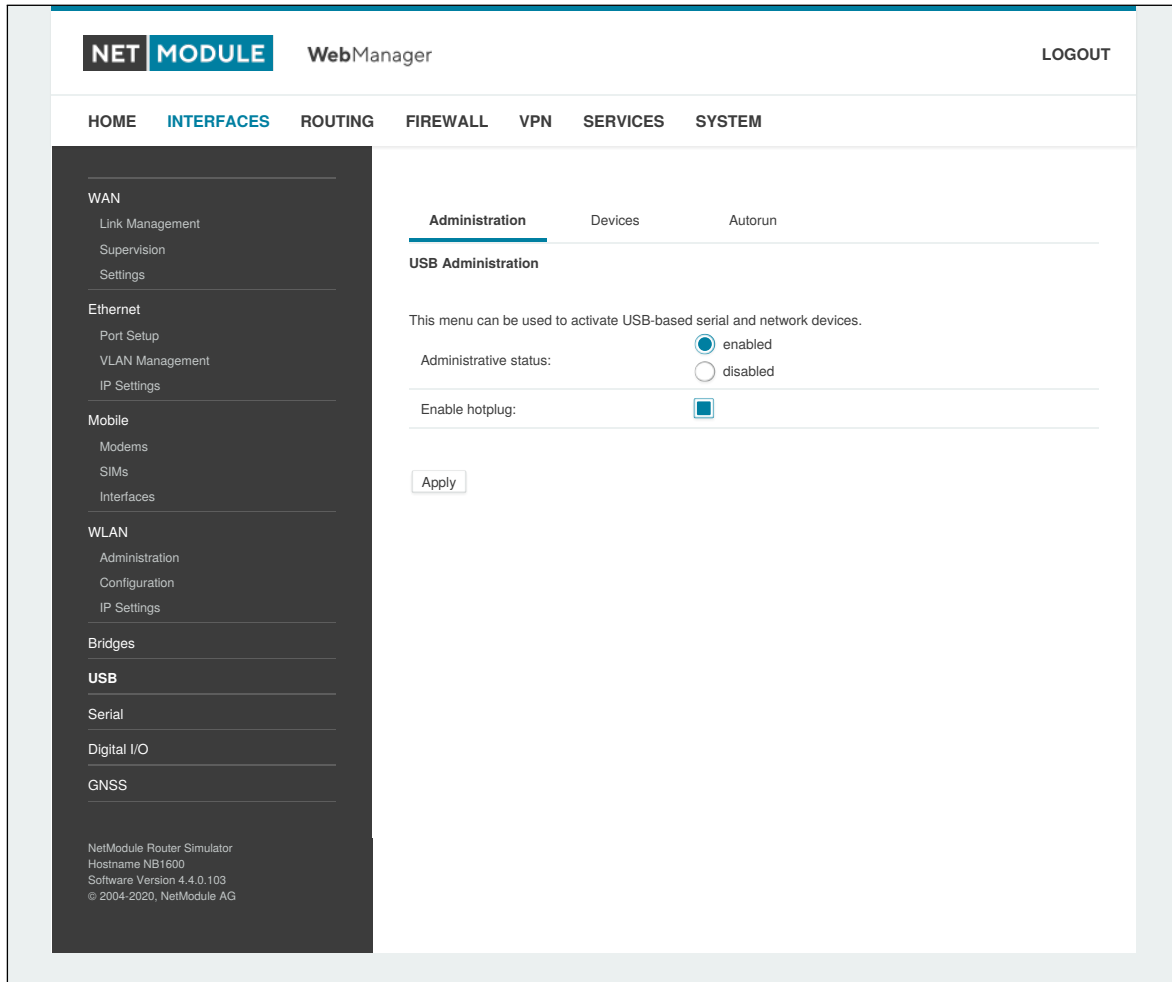 NET MODULE WebManager LOGOUT
HOME INTERFACES ROUTING FIREWALL VPN SERVICES SYSTEM
WAN
Link Management
Supervision
Settings
Ethernet
Port Setup
VLAN Management
IP Settings
Mobile
Modems
SIMs
Interfaces
WLAN
Administration
Configuration
IP Settings
Bridges
USB
Serial
Digital I/O
GNSS
NetModule Router Simulator
Hostname NB1600
Software Version 4.4.0.103
© 2004-2020, NetModule AG
Administration Devices Autorun
USB Administration
This menu can be used to activate USB-based serial and network devices.
Administrative status:
enabled
disabled
Enable hotplug:
Apply